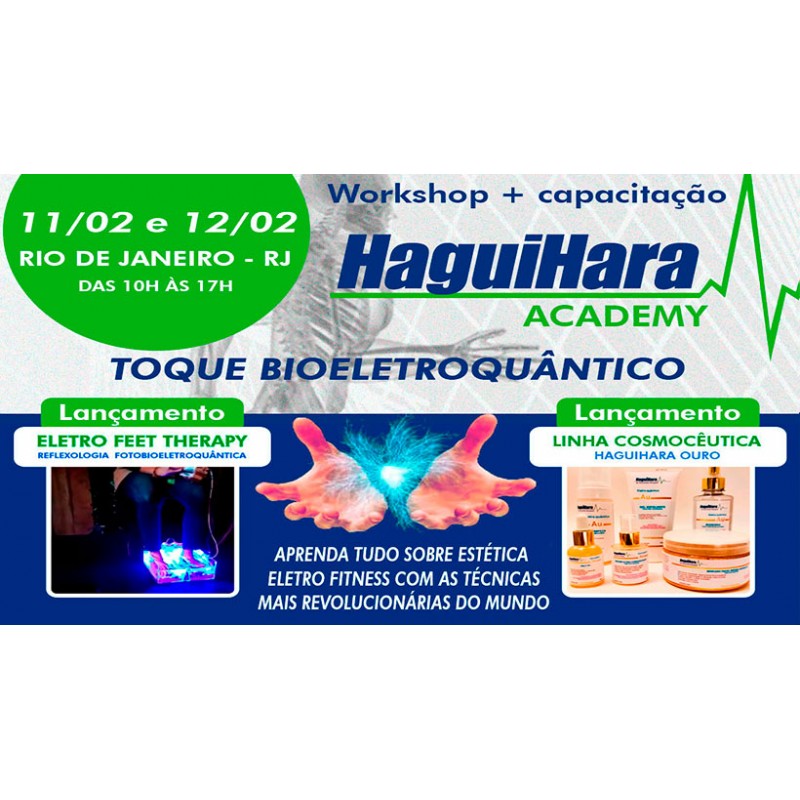 11/02 e 12/02
RIO DE JANEIRO - RJ
DAS 10H ÀS 17H
Workshop + capacitação
HaguiHara
ACADEMY
TOQUE BIOELETROQUÂNTICO
Lançamento
ELETRO FEET THERAPY
REFLEXOLOGIA FOTOBIOELETROQUÂNTICA
APRENDA TUDO SOBRE ESTÉTICA
ELETRO FITNESS COM AS TÉCNICAS
MAIS REVOLUCIONÁRIAS DO MUNDO
Lançamento
LINHA COSMOCÊUTICA
HAGUIHARA OURO
HaguiHara
HaguiHara